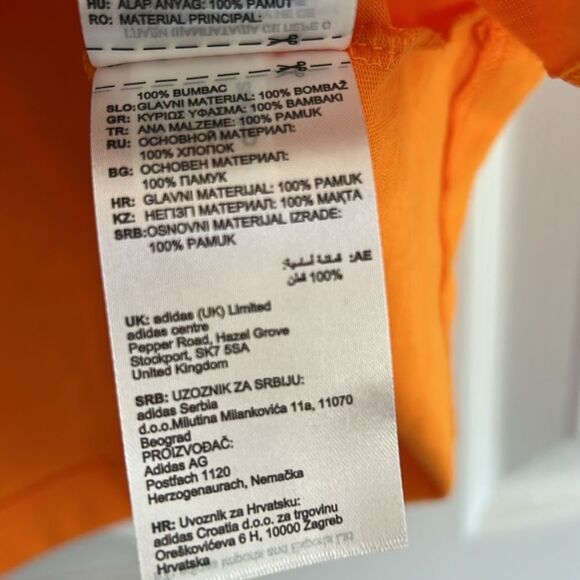 HU: ALAP ANYAG: 100% PAMUT
RO: MATERIAL PRINCIPAL:
100% BUMBAC
SLO:GLAVNI MATERIAL: 100% BOMBAŽ
GR: ΚΥΡΙΩΣ ΥΦΑΣΜΑ: 100% ΒΑΜΒΑΚΙ
TR: ANA MALZEME: 100% PAMUK
RU: ОСНОВНОЙ МАТЕРИАЛ:
100% ХЛОПОК
BG: ОСНОВЕН МАТЕРИАЛ:
100% ПАМУК
HR: GLAVNI MATERIJAL: 100% PAMUK
KZ: НЕГІЗГІ МАТЕРИАЛ: 100% МАҚТА
SRB:OSNOVNI MATERIJAL IZRADE:
100% PAMUK
AE: خامة أساسية:
100% قطن
UK: adidas (UK) Limited
adidas centre
Pepper Road, Hazel Grove
Stockport, SK7 5SA
United Kingdom
SRB: UZOZNIK ZA SRBIJU:
adidas Serbia
d.o.o.Milutina Milankovića 11a, 11070
Beograd
PROIZVOĐAČ:
Adidas AG
Postfach 1120
Herzogenaurach, Nemačka
HR: Uvoznik za Hrvatsku:
adidas Croatia d.o.o. za trgovinu
Oreškovićeva 6 H, 10000 Zagreb
Hrvatska